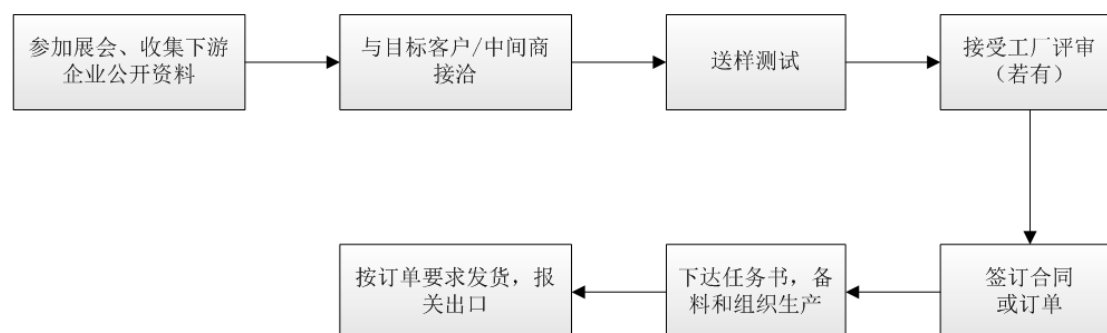 参加展会、收集下游
企业公开资料
与目标客户/中间商
接洽
送样测试
接受工厂评审
（若有）
签订合同
或订单
下达任务书，备
料和组织生产
按订单要求发货，报
关出口